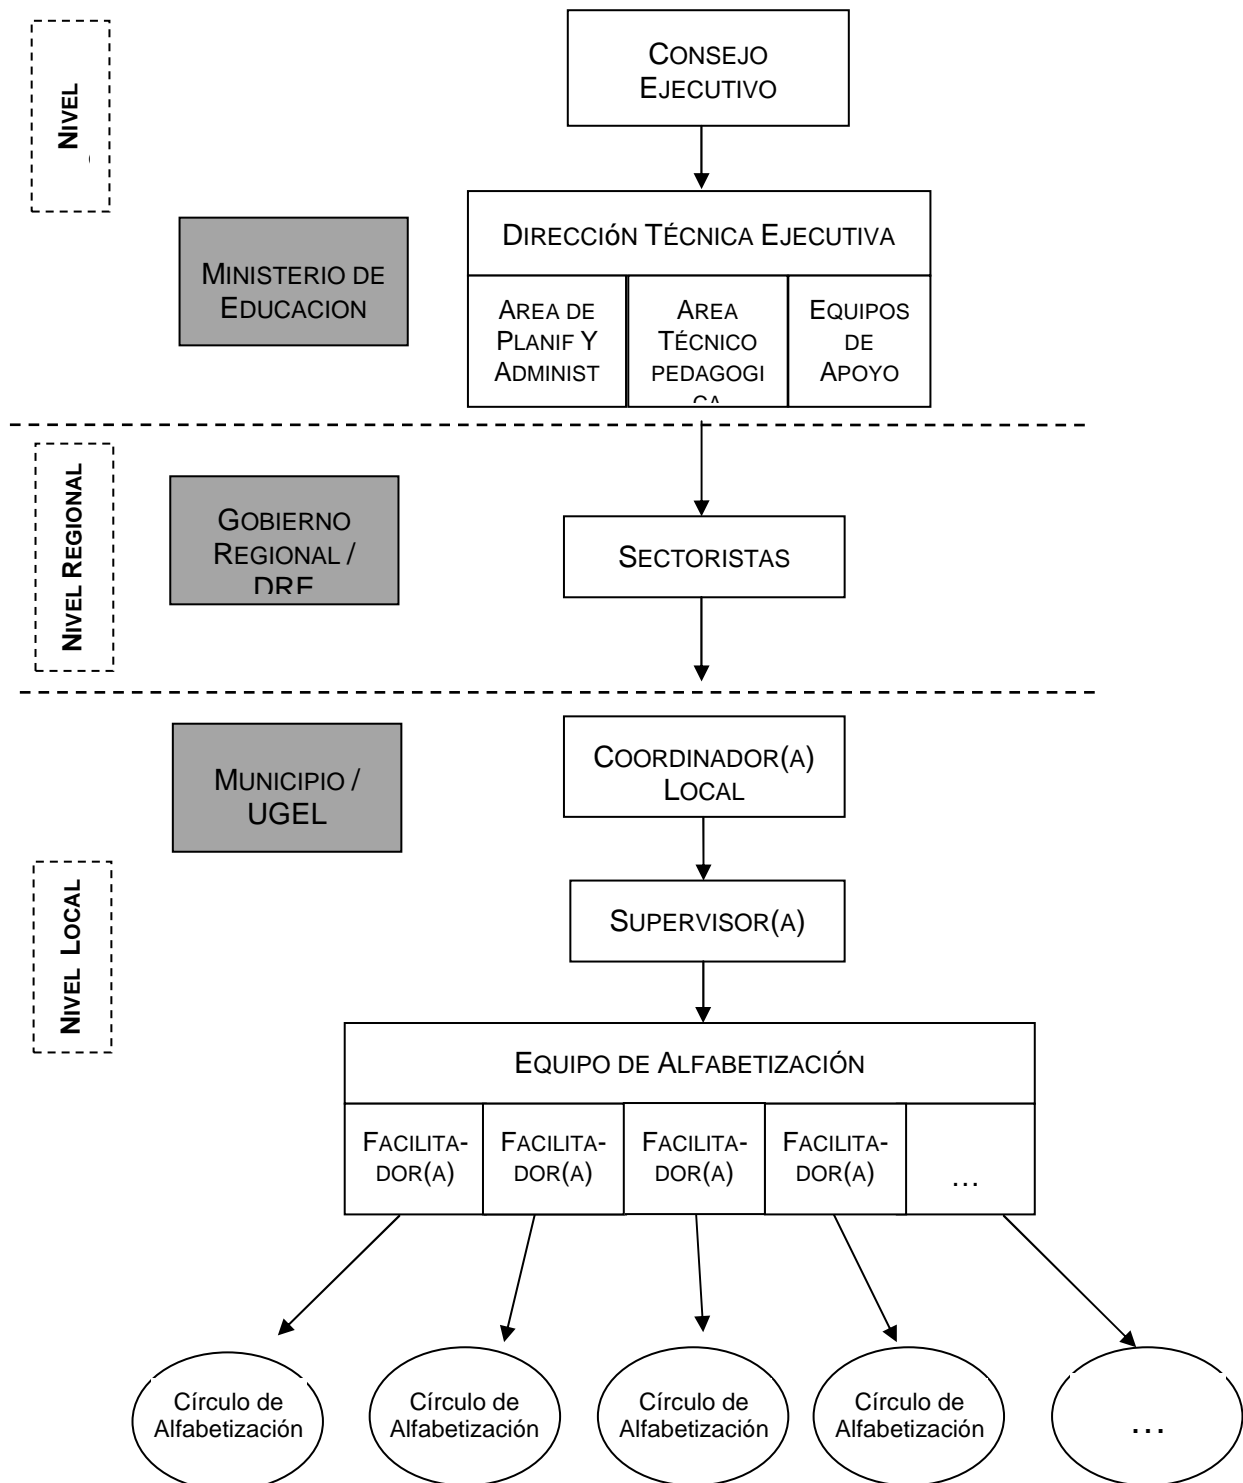 NIVEL
CONSEJO
EJECUTIVO
DIRECCIóN TÉCNICA EJECUTIVA
MINISTERIO DE
EDUCACION
AREA DE
PLANIF Y
ADMINIST
AREA
TÉCNICO
PEDAGOGI
CA
EQUIPOS
DE
APOYO
NIVEL REGIONAL
GOBIERNO
REGIONAL /
DRE
SECTORISTAS
MUNICIPIO /
UGEL
COORDINADOR(A)
LOCAL
NIVEL LOCAL
SUPERVISOR(A)
EQUIPO DE ALFABETIZACIÓN
FACILITA-
DOR(A)
FACILITA-
DOR(A)
FACILITA-
DOR(A)
FACILITA-
DOR(A)
...
Círculo de
Alfabetización
Círculo de
Alfabetización
Círculo de
Alfabetización
Círculo de
Alfabetización
...